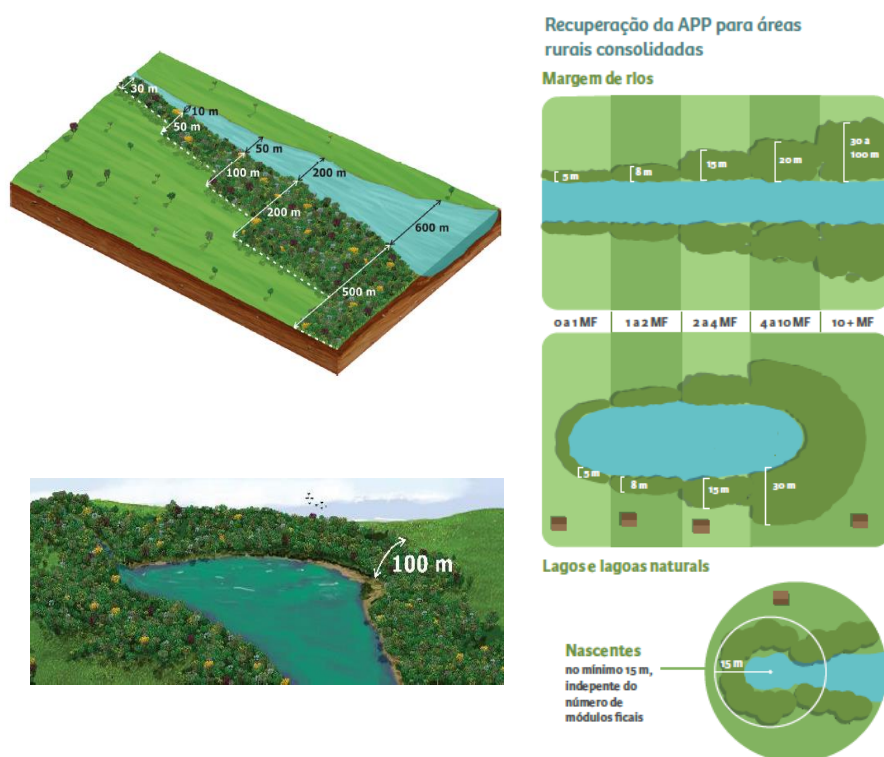 30 m
10 m
50 m
50 m
100 m
200 m
200 m
600 m
500 m
100 m
Recuperação da APP para áreas
rurais consolidadas
Margem de rios
5 m
8 m
15 m
20 m
30 a
100 m
0 a 1 MF
1 a 2 MF
2 a 4 MF
4 a 10 MF
10 + MF
5 m
8 m
15 m
30 m
Lagos e lagoas naturais
Nascentes
no mínimo 15 m,
indepente do
número de
módulos ficais
15 m